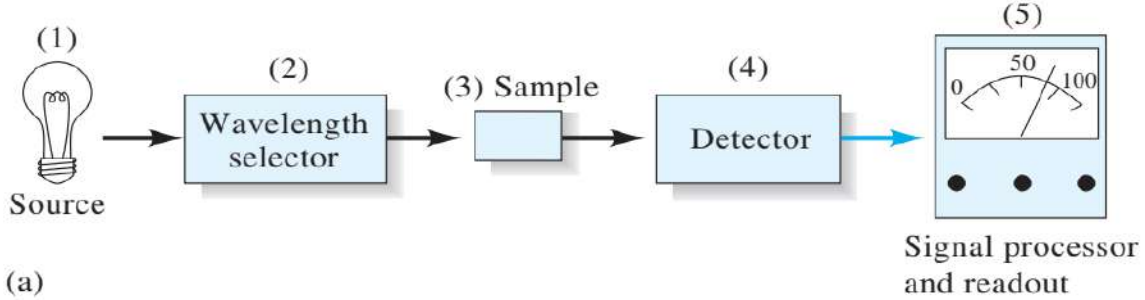 (1)
Source
(2)
Wavelength
selector
(3) Sample
(4)
Detector
(5)
0 50 100
Signal processor
and readout
(a)